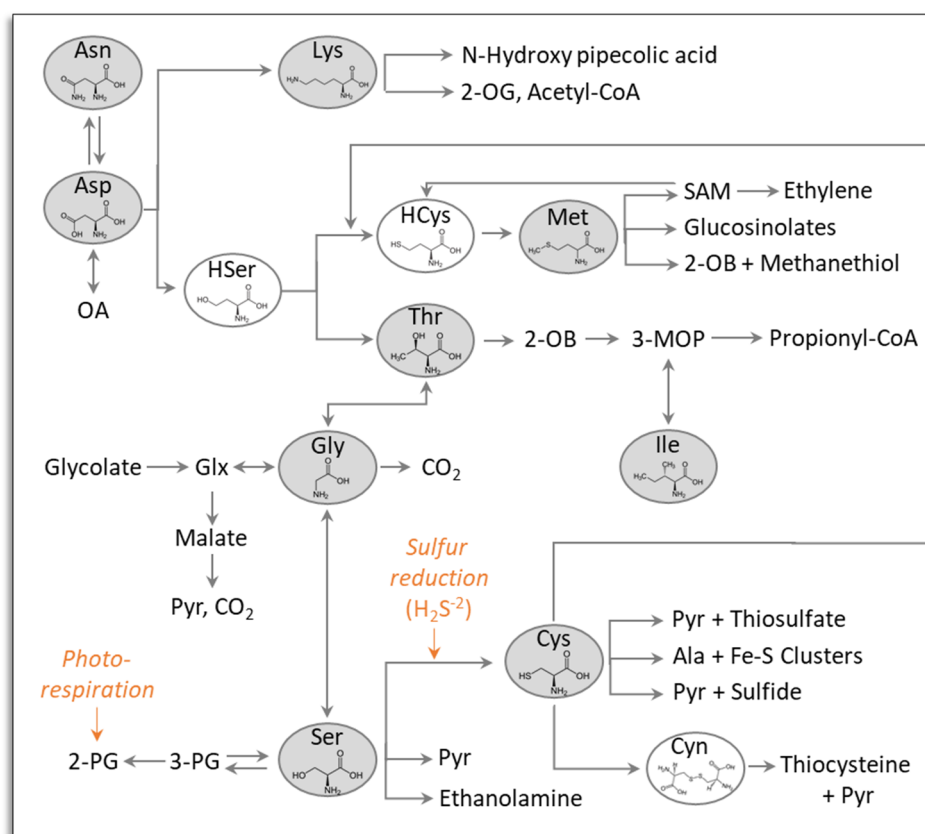 Asn
Lys
N-Hydroxy pipecolic acid
2-OG, Acetyl-CoA
Asp
OA
HSer
HCys
Met
SAM
Ethylene
Glucosinolates
2-OB + Methanethiol
Thr
2-OB
3-MOP
Propionyl-CoA
Ile
Glycolate
Glx
Gly
CO2
Malate
Pyr, CO2
Sulfur
reduction
(H2S-2)
Cys
Pyr + Thiosulfate
Ala + Fe-S Clusters
Pyr + Sulfide
Photo-
respiration
2-PG
3-PG
Ser
Pyr
Ethanolamine
Cyn
Thiocysteine
+ Pyr